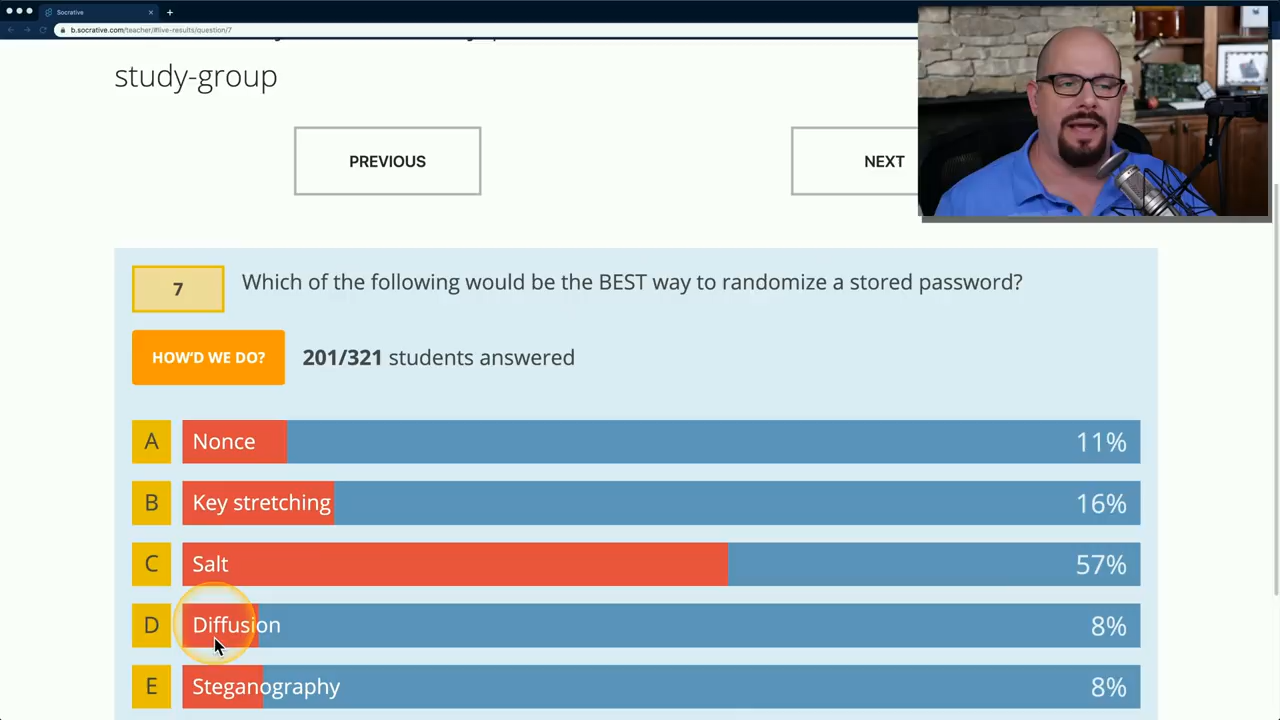 Socrative
b.socrative.com/teacher/#live-results/question/7
study-group
PREVIOUS
NEXT
7
Which of the following would be the BEST way to randomize a stored password?
HOW'D WE DO?
201/321 students answered
A Nonce 11%
B Key stretching 16%
C Salt 57%
D Diffusion 8%
E Steganography 8%